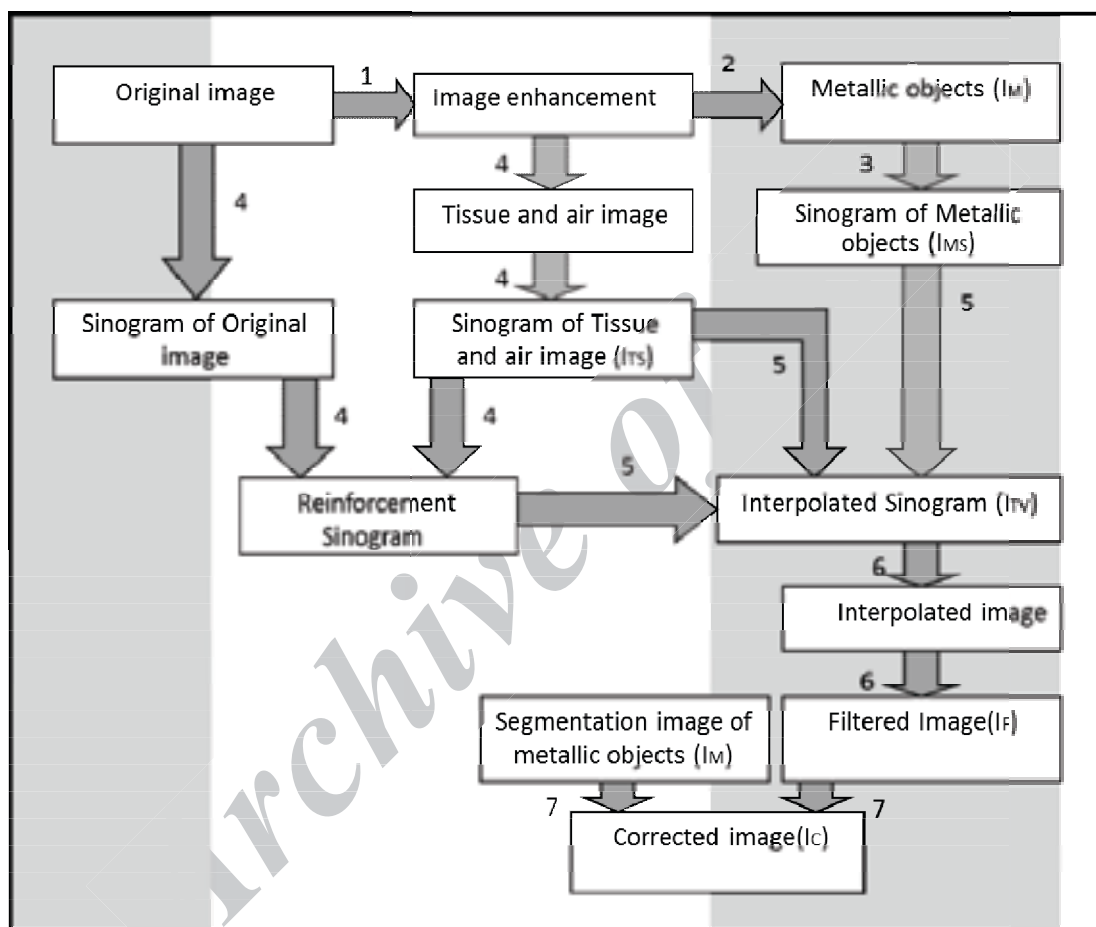 Original image
1
Image enhancement
2
Metallic objects (IM)
4
4
3
Tissue and air image
Sinogram of Metallic
objects (IMS)
4
5
Sinogram of Original
image
Sinogram of Tissue
and air image (ITS)
5
4
4
5
Reinforcement
Sinogram
Interpolated Sinogram (ITV)
6
Interpolated image
6
Segmentation image of
metallic objects (IM)
Filtered Image(IF)
7
7
Corrected image(IC)
Archive of